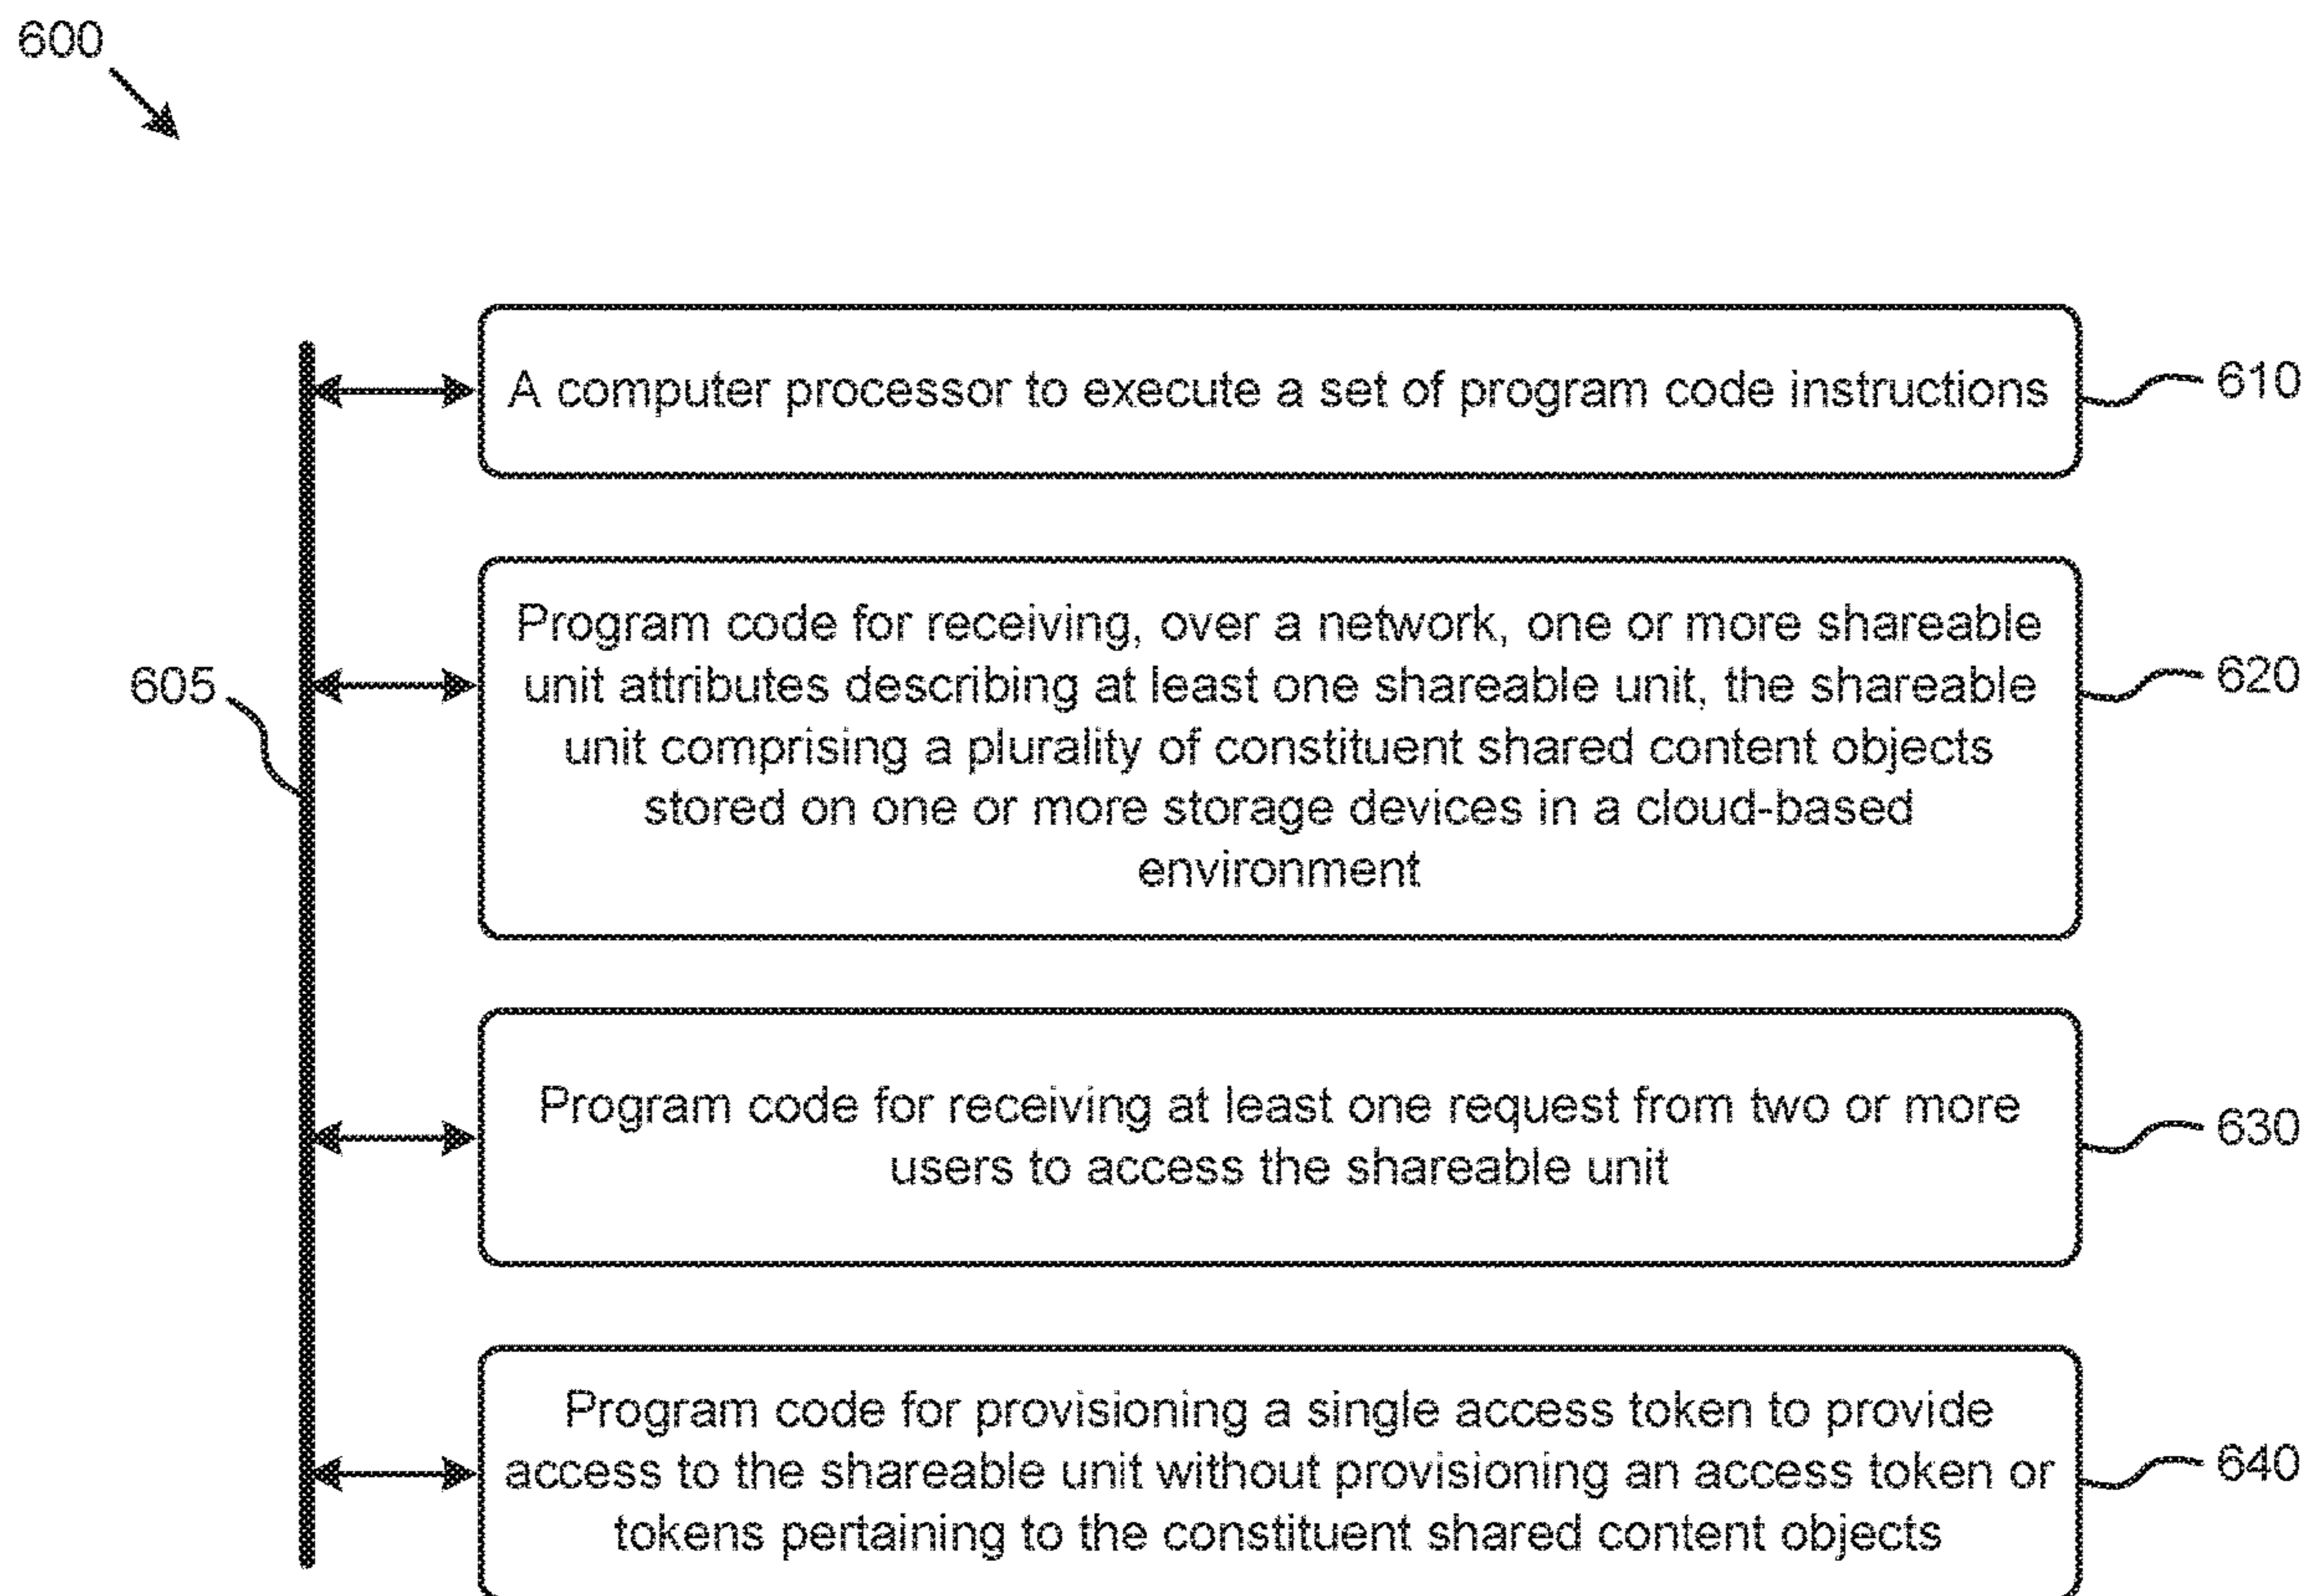 600
A computer processor to execute a set of program code instructions
610
Program code for receiving, over a network, one or more shareable
unit attributes describing at least one shareable unit, the shareable
unit comprising a plurality of constituent shared content objects
stored on one or more storage devices in a cloud-based
environment
620
605
Program code for receiving at least one request from two or more
users to access the shareable unit
630
Program code for provisioning a single access token to provide
access to the shareable unit without provisioning an access token or
tokens pertaining to the constituent shared content objects
640